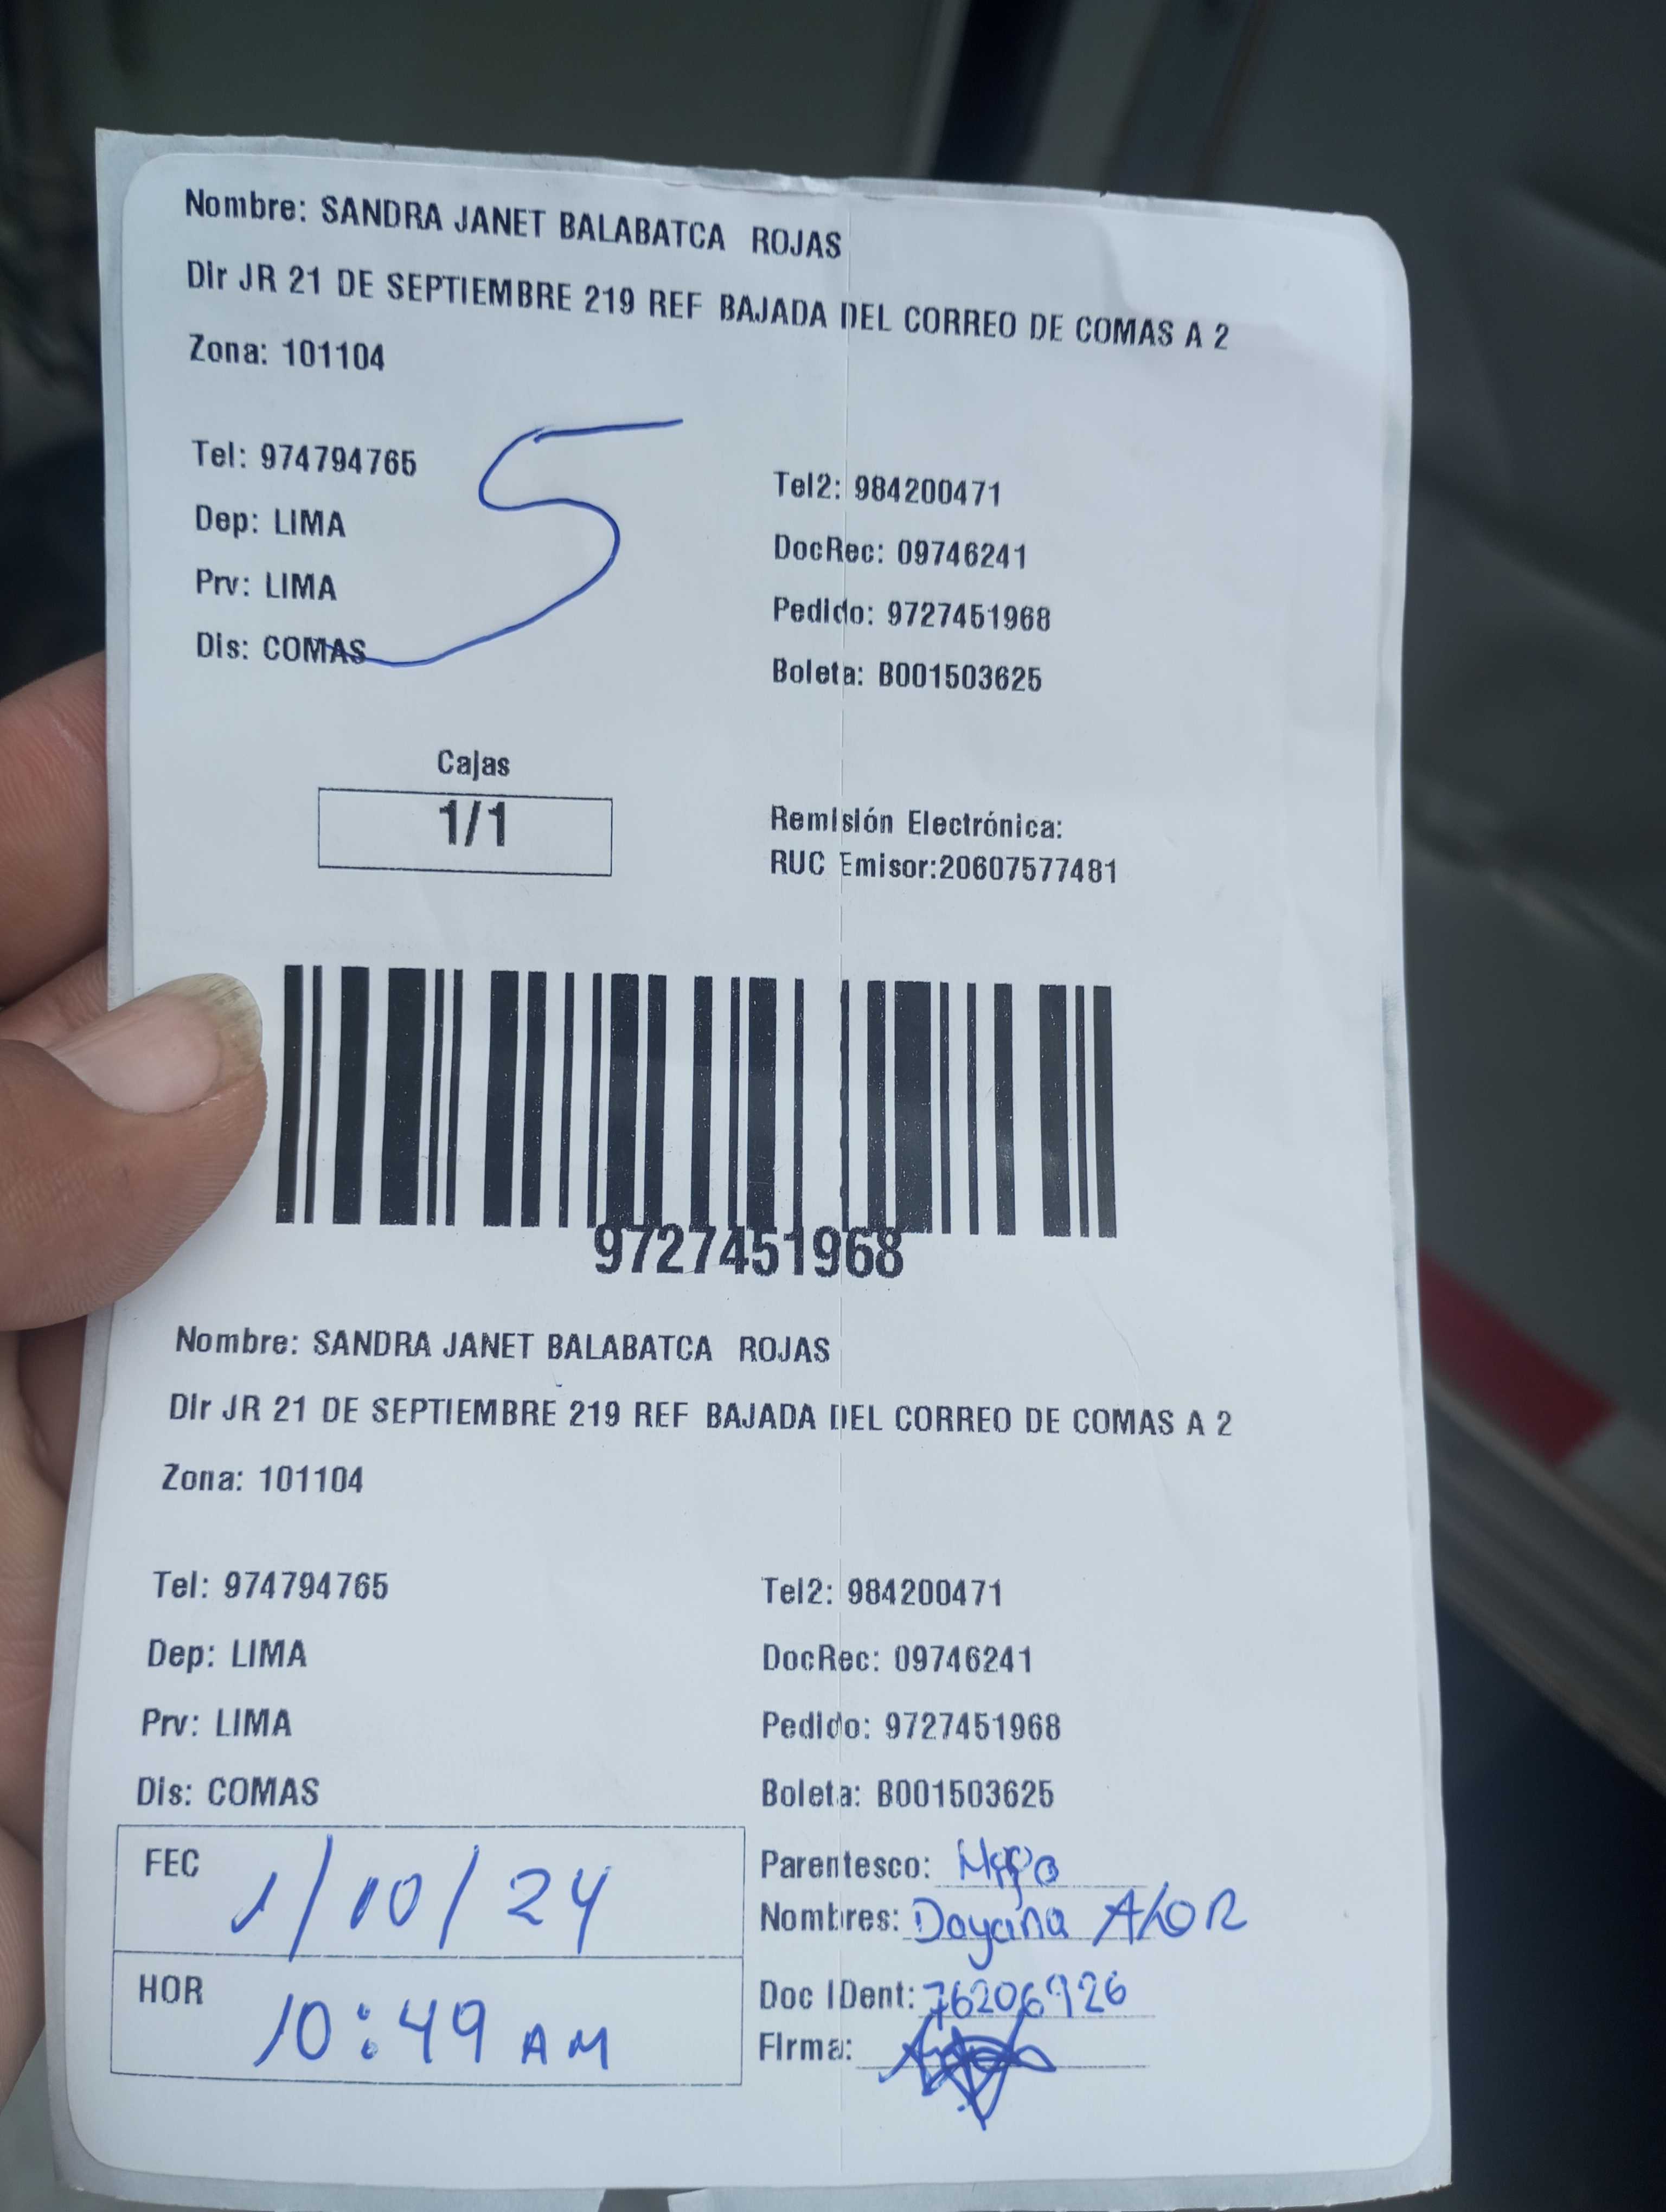 Nombre: SANDRA JANET BALABATCA ROJAS
Dir JR 21 DE SEPTIEMBRE 219 REF BAJADA DEL CORREO DE COMAS A 2
Zona: 101104
5
Tel: 974794765
Tel2: 984200471
Dep: LIMA
DocRec: 09746241
Prv: LIMA
Pedido: 9727451968
Dis: COMAS
Boleta: B001503625
Cajas
1/1
Remisión Electrónica:
RUC Emisor:20607577481
9727451968
Nombre: SANDRA JANET BALABATCA ROJAS
Dir JR 21 DE SEPTIEMBRE 219 REF BAJADA DEL CORREO DE COMAS A 2
Zona: 101104
Tel: 974794765
Tel2: 984200471
Dep: LIMA
DocRec: 09746241
Prv: LIMA
Pedido: 9727451968
Dis: COMAS
Boleta: B001503625
FEC 1/10/24
Parentesco:
Nombres: Dayana
HOR 10:49 AM
Doc IDent: 76206926
Firma: